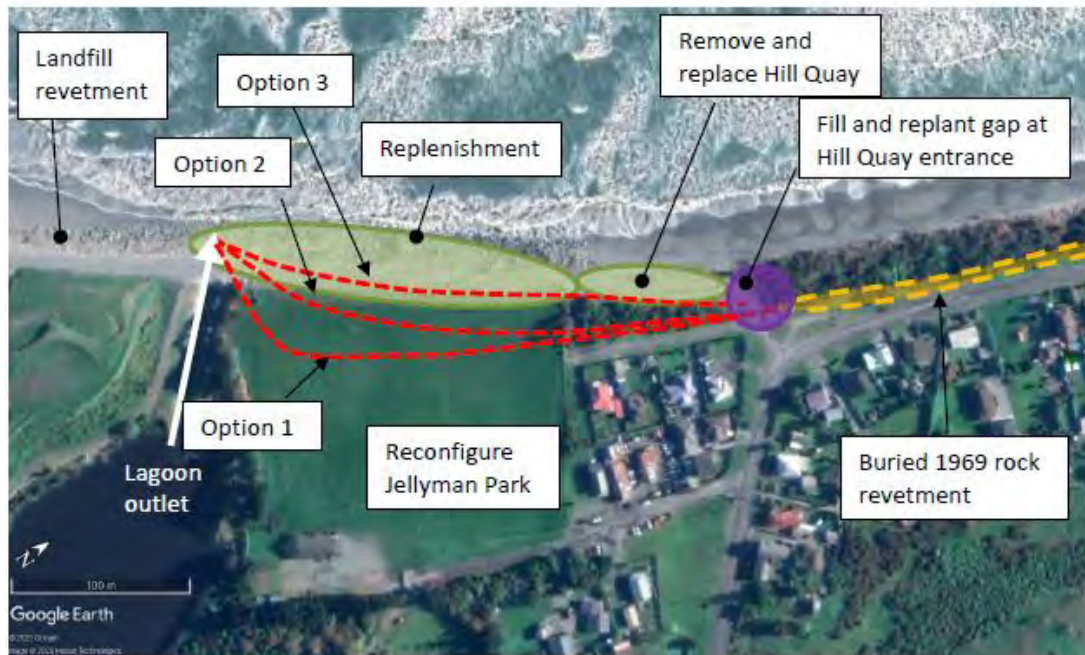 Landfill
revetment
Option 3
Option 2
Replenishment
Remove and
replace Hill Quay
Fill and replant gap at
Hill Quay entrance
Option 1
Lagoon
outlet
Reconfigure
Jellyman Park
Buried 1969 rock
revetment
N
100 m
Google Earth